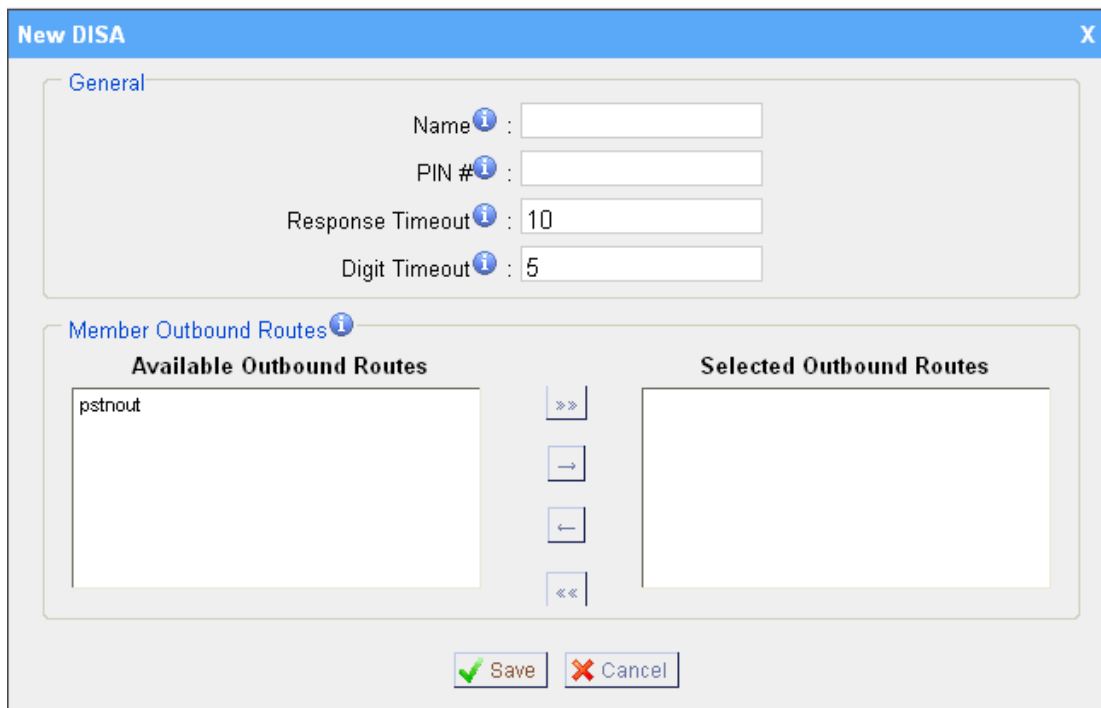 New DISA X
General
Name :
PIN # :
Response Timeout : 10
Digit Timeout : 5
Member Outbound Routes
Available Outbound Routes
Selected Outbound Routes
pstnout
»»
→
←
««
Save Cancel